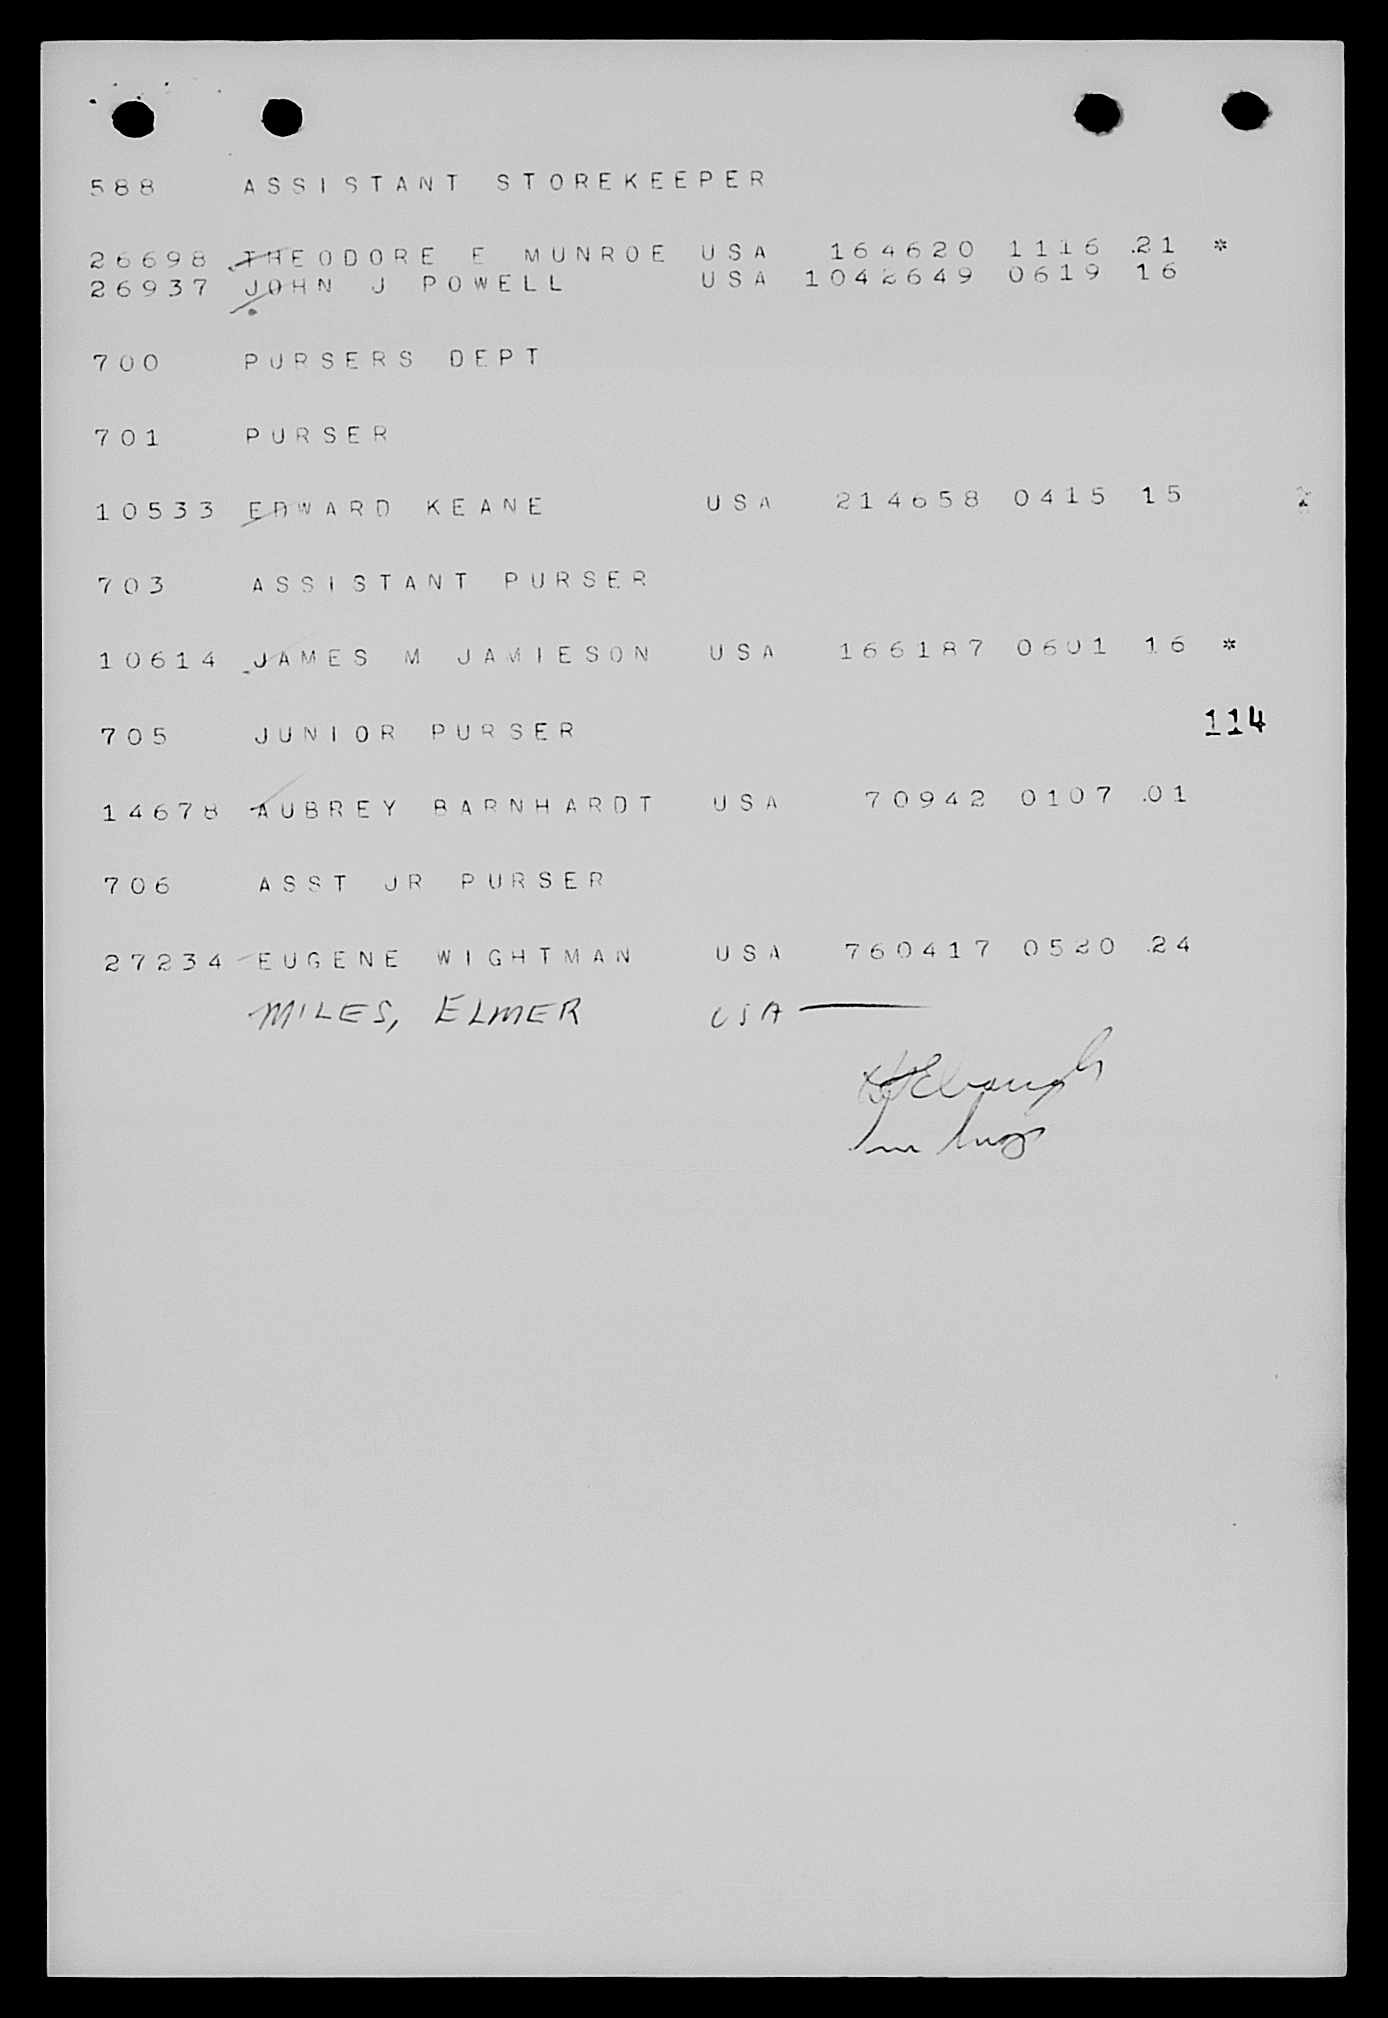 588 ASSISTANT STOREKEEPER
26698 THEODORE E MUNROE USA 164620 1116 .21 *
26937 JOHN J POWELL USA 1042649 0619 16
700 PURSERS DEPT
701 PURSER
10533 EDWARD KEANE USA 214658 0415 15
703 ASSISTANT PURSER
10614 JAMES M JAMIESON USA 166187 0601 16 *
705 JUNIOR PURSER
114
14678 AUBREY BARNHARDT USA 70942 0107 .01
706 ASST JR PURSER
27234 EUGENE WIGHTMAN USA 760417 0520 .24
MILES, ELMER USA —